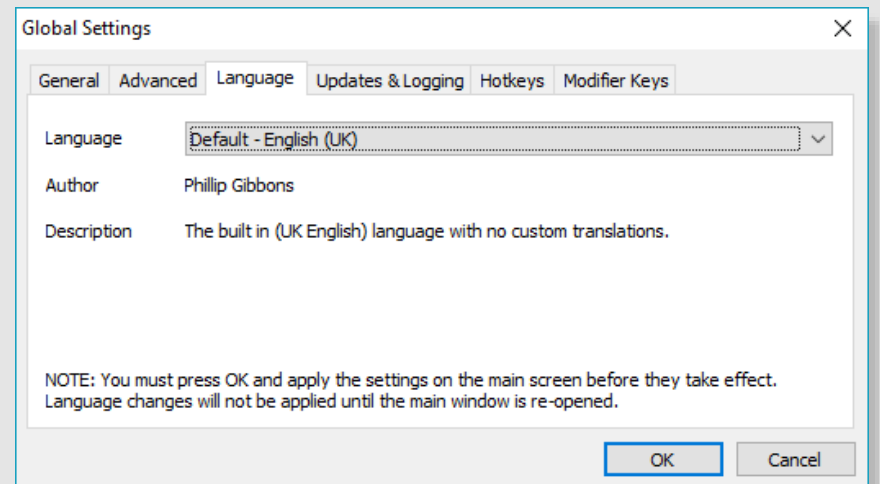 Global Settings
General Advanced Language Updates & Logging Hotkeys Modifier Keys
Language Default - English (UK)
Author Phillip Gibbons
Description The built in (UK English) language with no custom translations.
NOTE: You must press OK and apply the settings on the main screen before they take effect.
Language changes will not be applied until the main window is re-opened.
OK Cancel